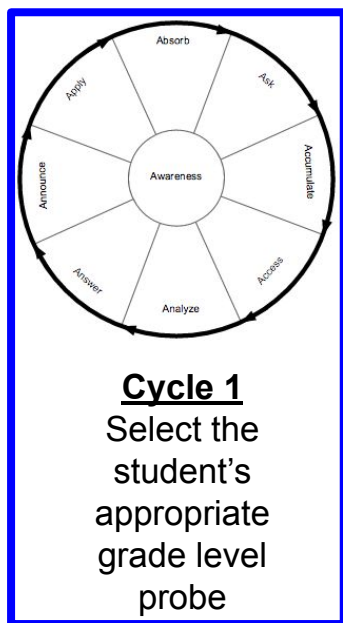 Absorb
Ask
Accumulate
Access
Analyze
Answer
Announce
Apply
Awareness
Cycle 1
Select the
student's
appropriate
grade level
probe